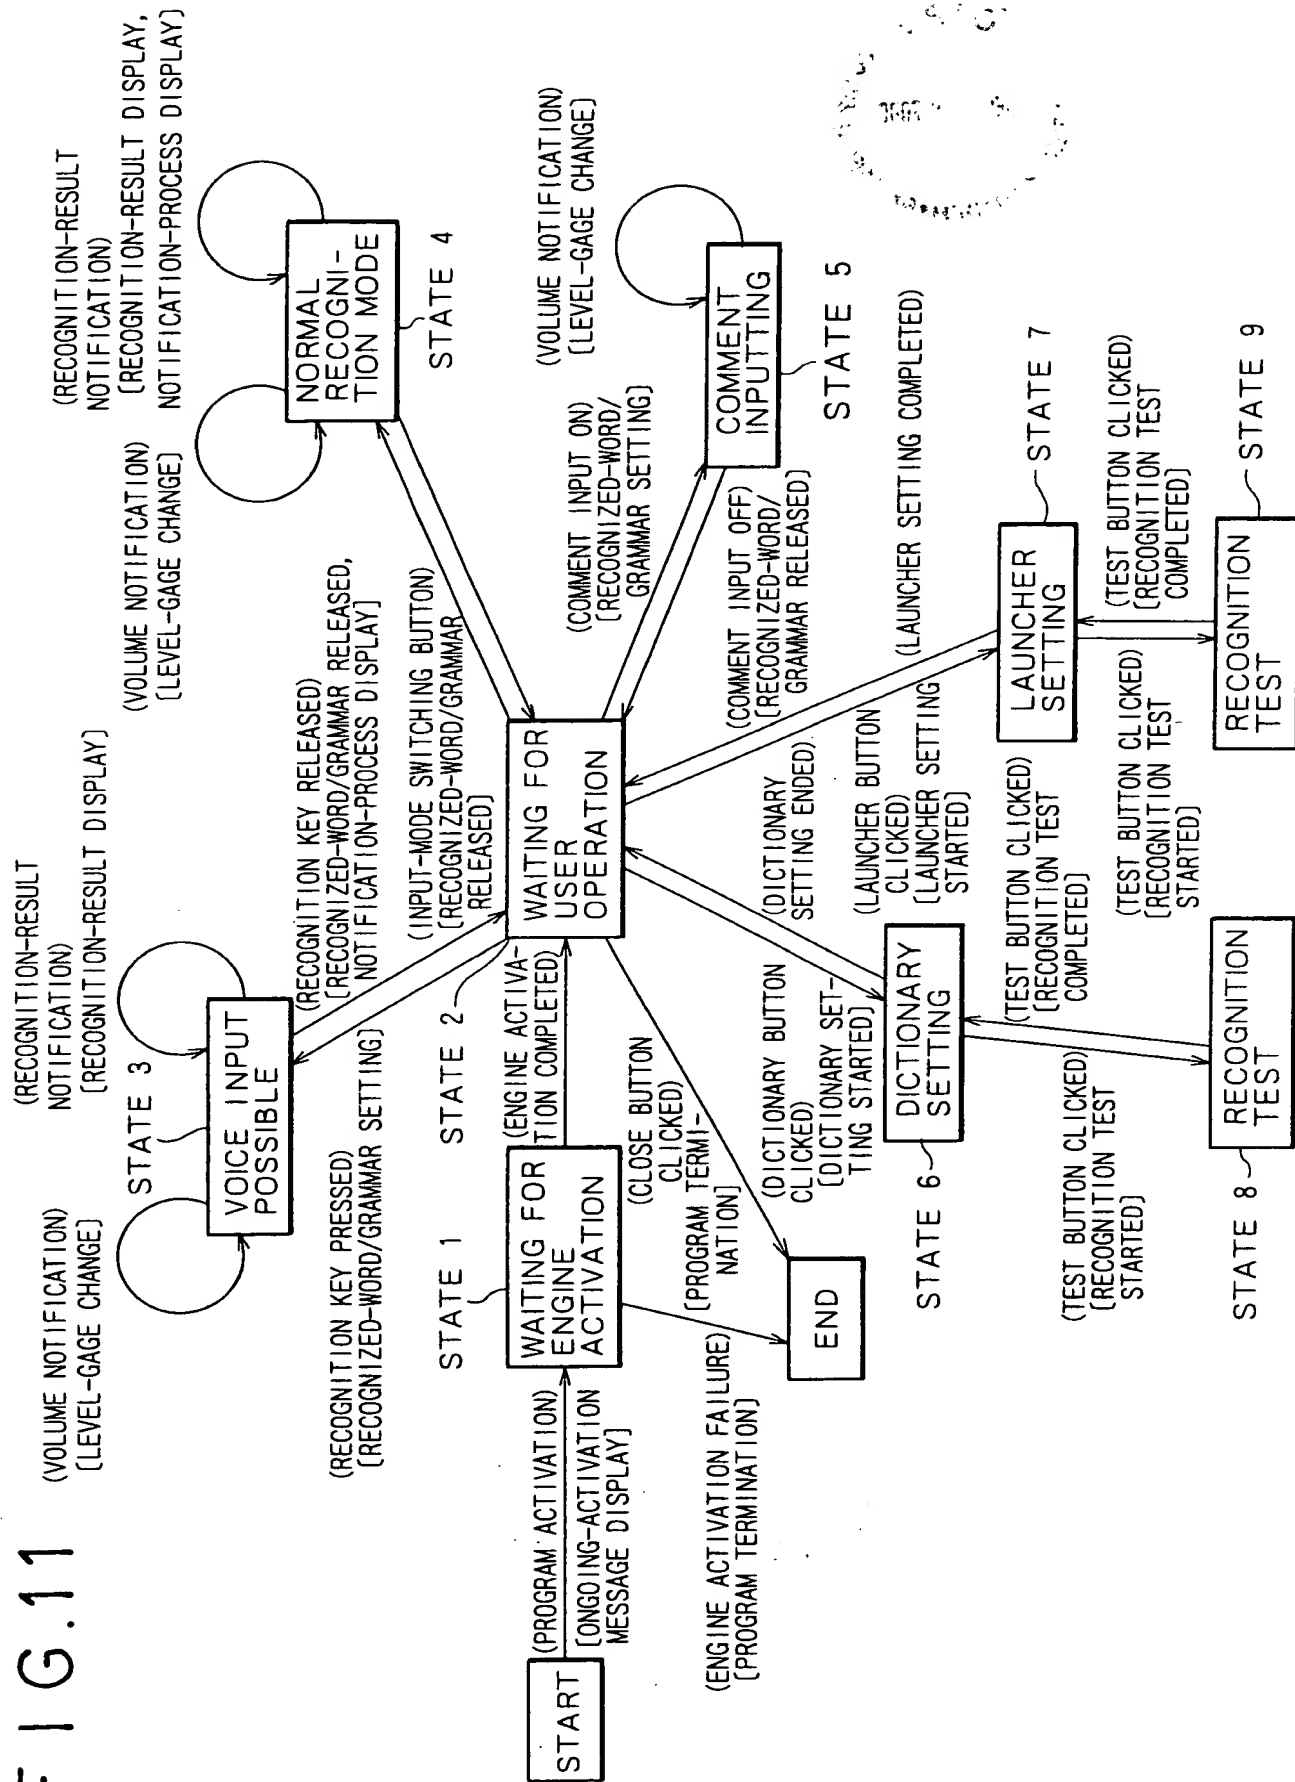 FIG.11
(VOLUME NOTIFICATION)
[LEVEL-GAGE CHANGE]
(RECOGNITION-RESULT
NOTIFICATION)
[RECOGNITION-RESULT DISPLAY]
STATE 3
VOICE INPUT
POSSIBLE
(VOLUME NOTIFICATION)
[LEVEL-GAGE CHANGE]
(RECOGNITION-RESULT
NOTIFICATION)
[RECOGNITION-RESULT DISPLAY,
NOTIFICATION-PROCESS DISPLAY]
NORMAL
RECOGNI-
TION MODE
STATE 4
(RECOGNITION KEY PRESSED)
[RECOGNIZED-WORD/GRAMMAR SETTING]
(RECOGNITION KEY RELEASED)
[RECOGNIZED-WORD/GRAMMAR RELEASED,
NOTIFICATION-PROCESS DISPLAY]
(INPUT-MODE SWITCHING BUTTON)
[RECOGNIZED-WORD/GRAMMAR
RELEASED]
STATE 1
STATE 2
START
(PROGRAM ACTIVATION)
[ONGOING-ACTIVATION
MESSAGE DISPLAY]
WAITING FOR
ENGINE
ACTIVATION
(ENGINE ACTIVA-
TION COMPLETED)
WAITING FOR
USER
OPERATION
(COMMENT INPUT ON)
[RECOGNIZED-WORD/
GRAMMAR SETTING]
(VOLUME NOTIFICATION)
[LEVEL-GAGE CHANGE]
COMMENT
INPUTTING
STATE 5
(COMMENT INPUT OFF)
[RECOGNIZED-WORD/
GRAMMAR RELEASED]
(ENGINE ACTIVATION FAILURE)
[PROGRAM TERMINATION]
(CLOSE BUTTON
CLICKED)
[PROGRAM TERMI-
NATION]
END
(DICTIONARY BUTTON
CLICKED)
[DICTIONARY SET-
TING STARTED]
(DICTIONARY
SETTING ENDED)
(LAUNCHER BUTTON
CLICKED)
[LAUNCHER SETTING
STARTED]
(LAUNCHER SETTING COMPLETED)
STATE 6
DICTIONARY
SETTING
LAUNCHER
SETTING
STATE 7
(TEST BUTTON CLICKED)
[RECOGNITION TEST
STARTED]
(TEST BUTTON CLICKED)
[RECOGNITION TEST
COMPLETED]
(TEST BUTTON CLICKED)
[RECOGNITION TEST
STARTED]
(TEST BUTTON CLICKED)
[RECOGNITION TEST
COMPLETED]
STATE 8
RECOGNITION
TEST
RECOGNITION
TEST
STATE 9